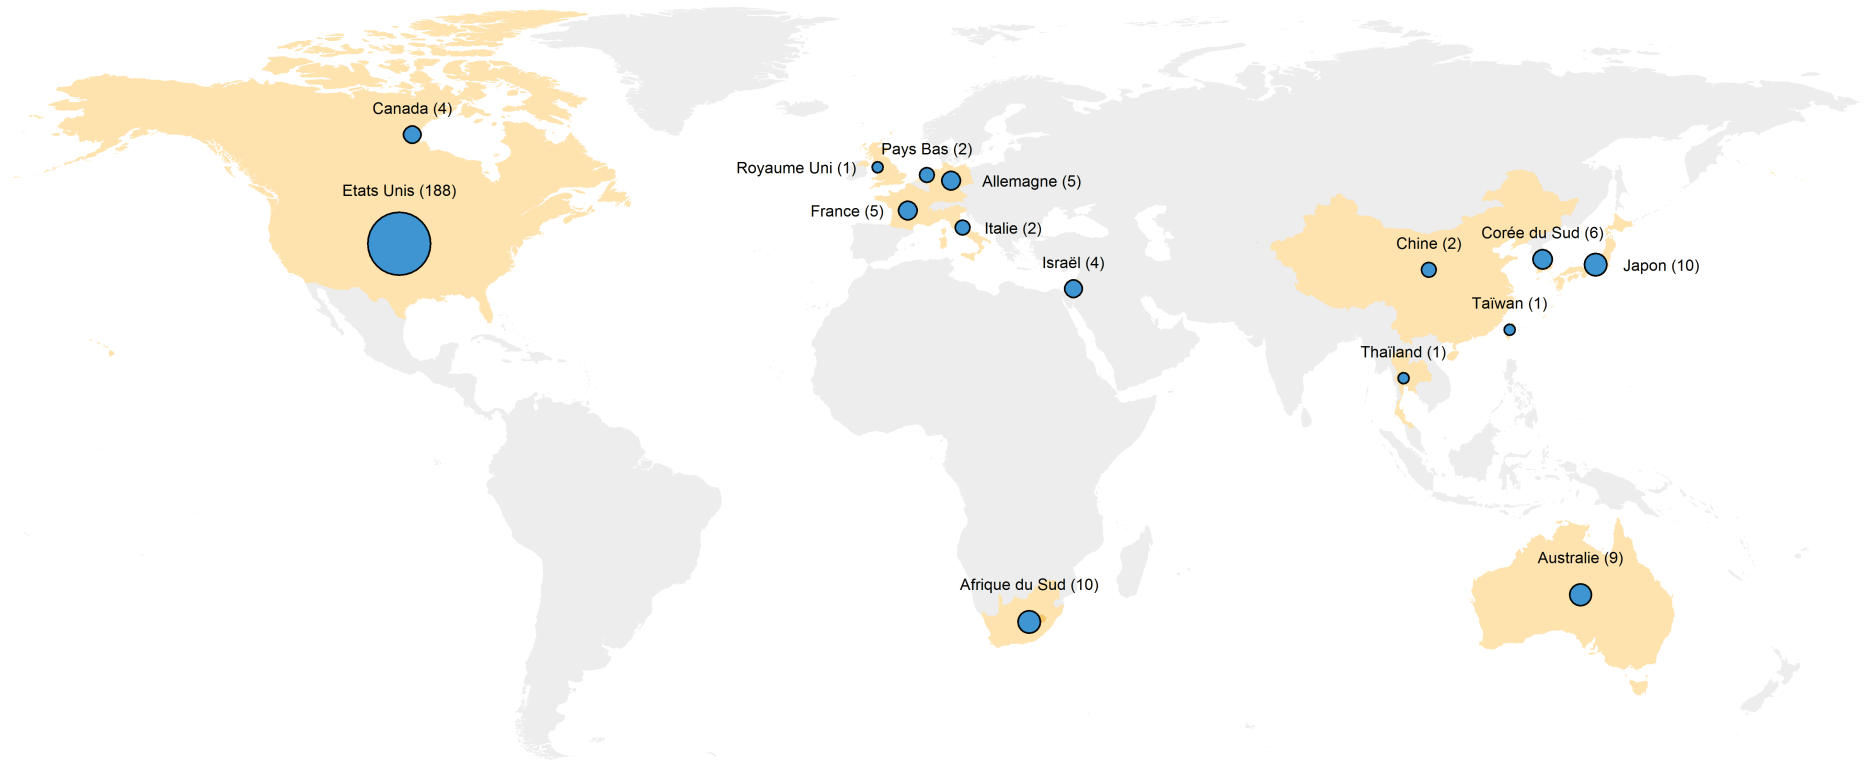 Canada (4)
Etats Unis (188)
Pays Bas (2)
Royaume Uni (1)
Allemagne (5)
France (5)
Italie (2)
Israël (4)
Chine (2)
Corée du Sud (6)
Japon (10)
Taïwan (1)
Thaïland (1)
Australie (9)
Afrique du Sud (10)